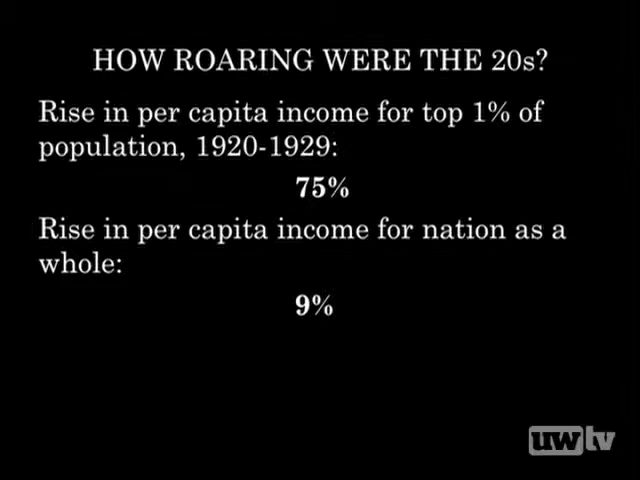 HOW ROARING WERE THE 20s?
Rise in per capita income for top 1% of
population, 1920-1929:
75%
Rise in per capita income for nation as a
whole:
9%
uwtv